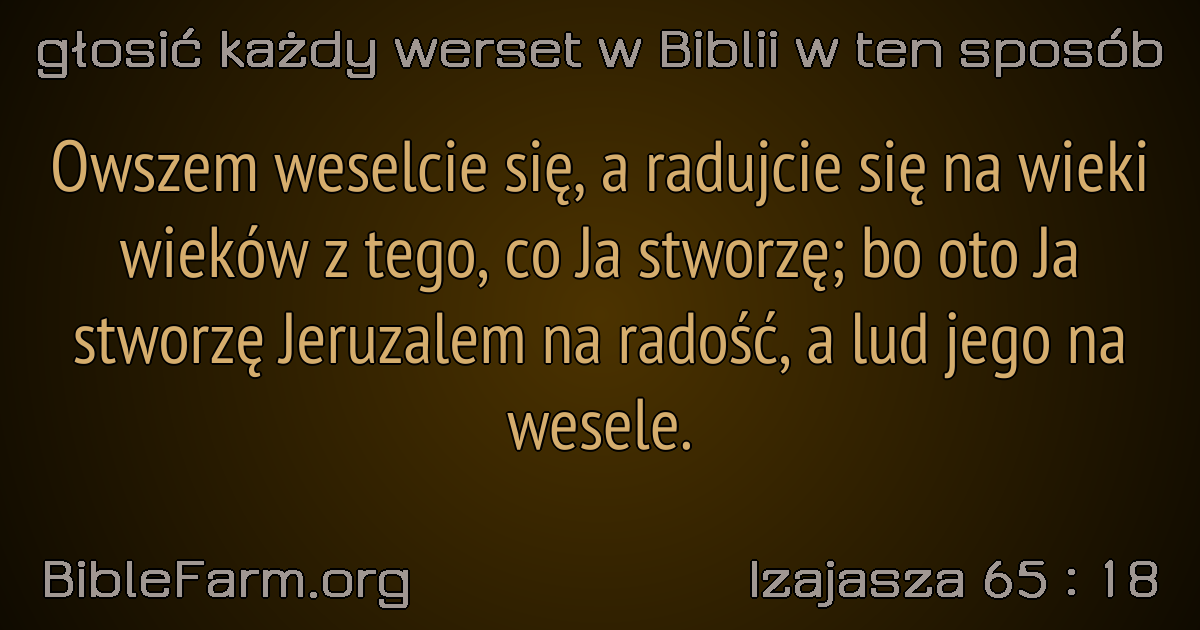 głosić każdy werset w Biblii w ten sposób
Owszem weselcie się, a radujcie się na wieki
wieków z tego, co Ja stworzę; bo oto Ja
stworzę Jeruzalem na radość, a lud jego na
wesele.
BibleFarm.org
Izajasza 65 : 18